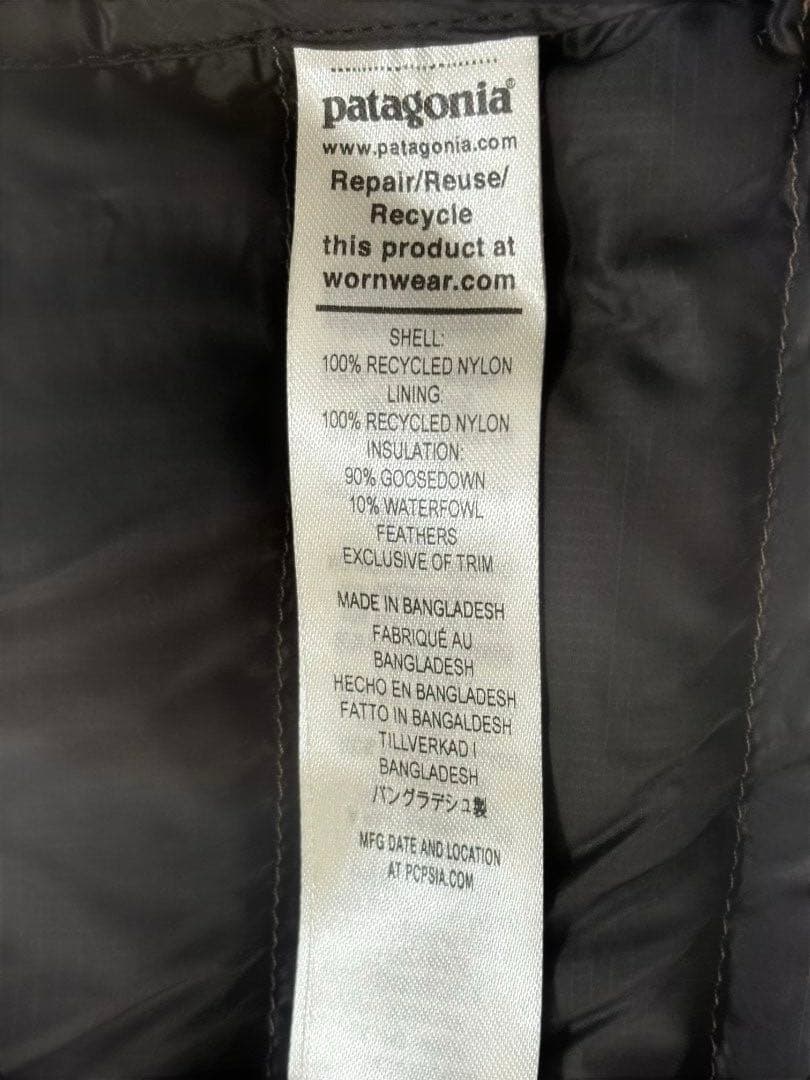 patagonia®
www.patagonia.com
Repair/Reuse/
Recycle
this product at
wornwear.com
SHELL:
100% RECYCLED NYLON
LINING
100% RECYCLED NYLON
INSULATION:
90% GOOSEDOWN
10% WATERFOWL
FEATHERS
EXCLUSIVE OF TRIM
MADE IN BANGLADESH
FABRIQUÉ AU
BANGLADESH
HECHO EN BANGLADESH
FATTO IN BANGALDESH
TILLVERKAD I
BANGLADESH
バングラデシュ製
MFG DATE AND LOCATION
AT PCPSIA.COM